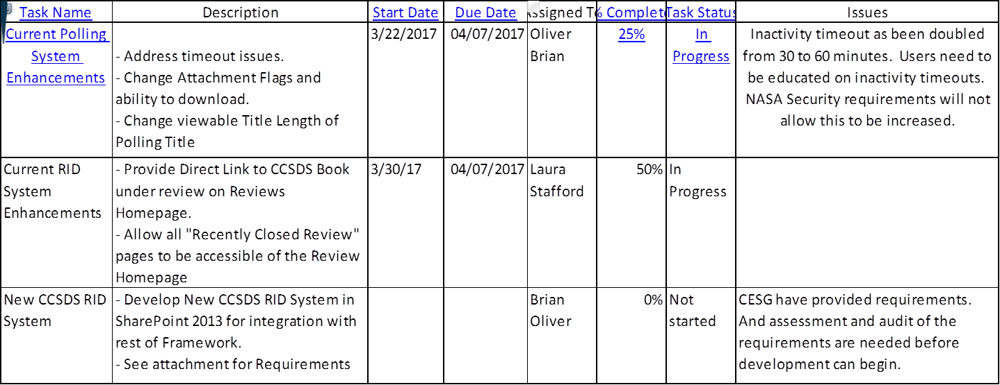 Task Name Description Start Date Due Date Assigned To % Complete Task Status Issues
Current Polling System Enhancements
- Address timeout issues.
- Change Attachment Flags and
ability to download.
- Change viewable Title Length of
Polling Title
3/22/2017
04/07/2017
Oliver
Brian
25%
In
Progress
Inactivity timeout as been doubled
from 30 to 60 minutes. Users need to
be educated on inactivity timeouts.
NASA Security requirements will not
allow this to be increased.
Current RID
System
Enhancements
- Provide Direct Link to CCSDS Book
under review on Reviews
Homepage.
- Allow all "Recently Closed Review"
pages to be accessible of the Review
Homepage
3/30/17
04/07/2017
Laura
Stafford
50%
In
Progress
New CCSDS RID
System
- Develop New CCSDS RID System in
SharePoint 2013 for integration with
rest of Framework.
- See attachment for Requirements
Brian
Oliver
0%
Not
started
CESG have provided requirements.
And assessment and audit of the
requirements are needed before
development can begin.